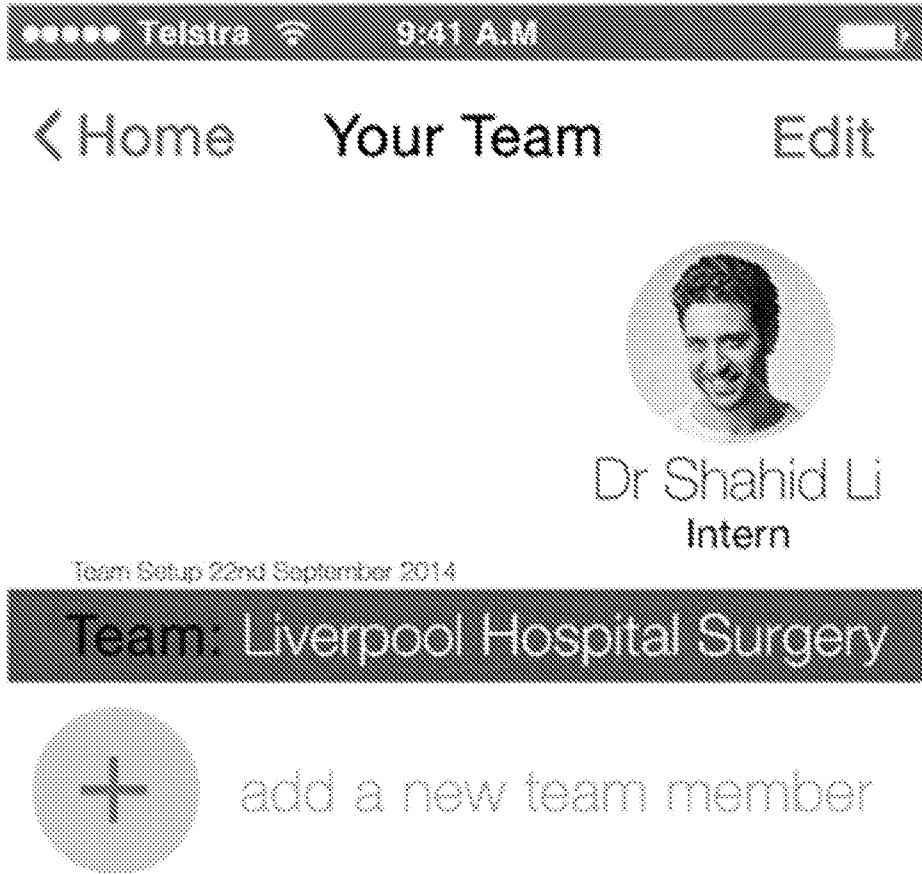 Telstra 9:41 A.M
Home Your Team Edit
Dr Shahid Li
Intern
Team Setup 22nd September 2014
Team: Liverpool Hospital Surgery
+ add a new team member